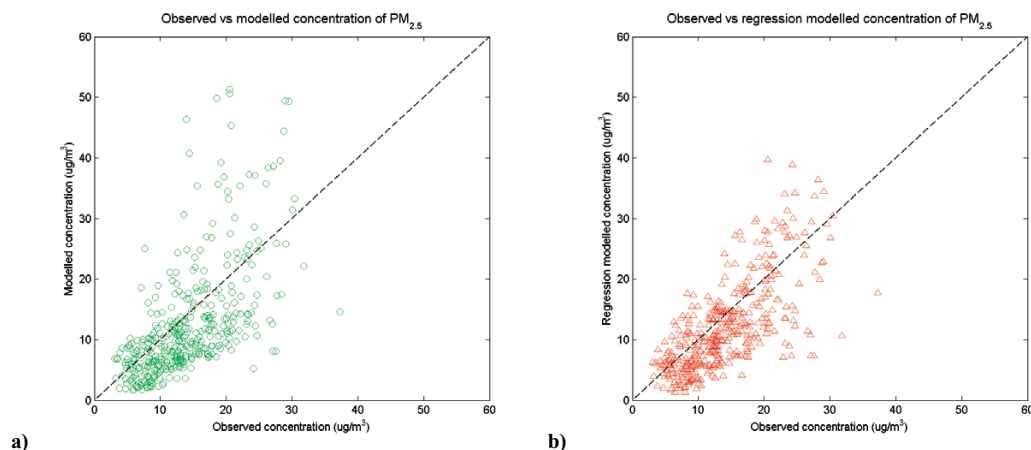 Observed vs modelled concentration of PM2.5
60
50
40
30
20
10
0
Modelled concentration (ug/m3)
0 10 20 30 40 50 60
Observed concentration (ug/m3)
a)
Observed vs regression modelled concentration of PM2.5
60
50
40
30
20
10
0
Regression modelled concentration (ug/m3)
0 10 20 30 40 50 60
Observed concentration (ug/m3)
b)